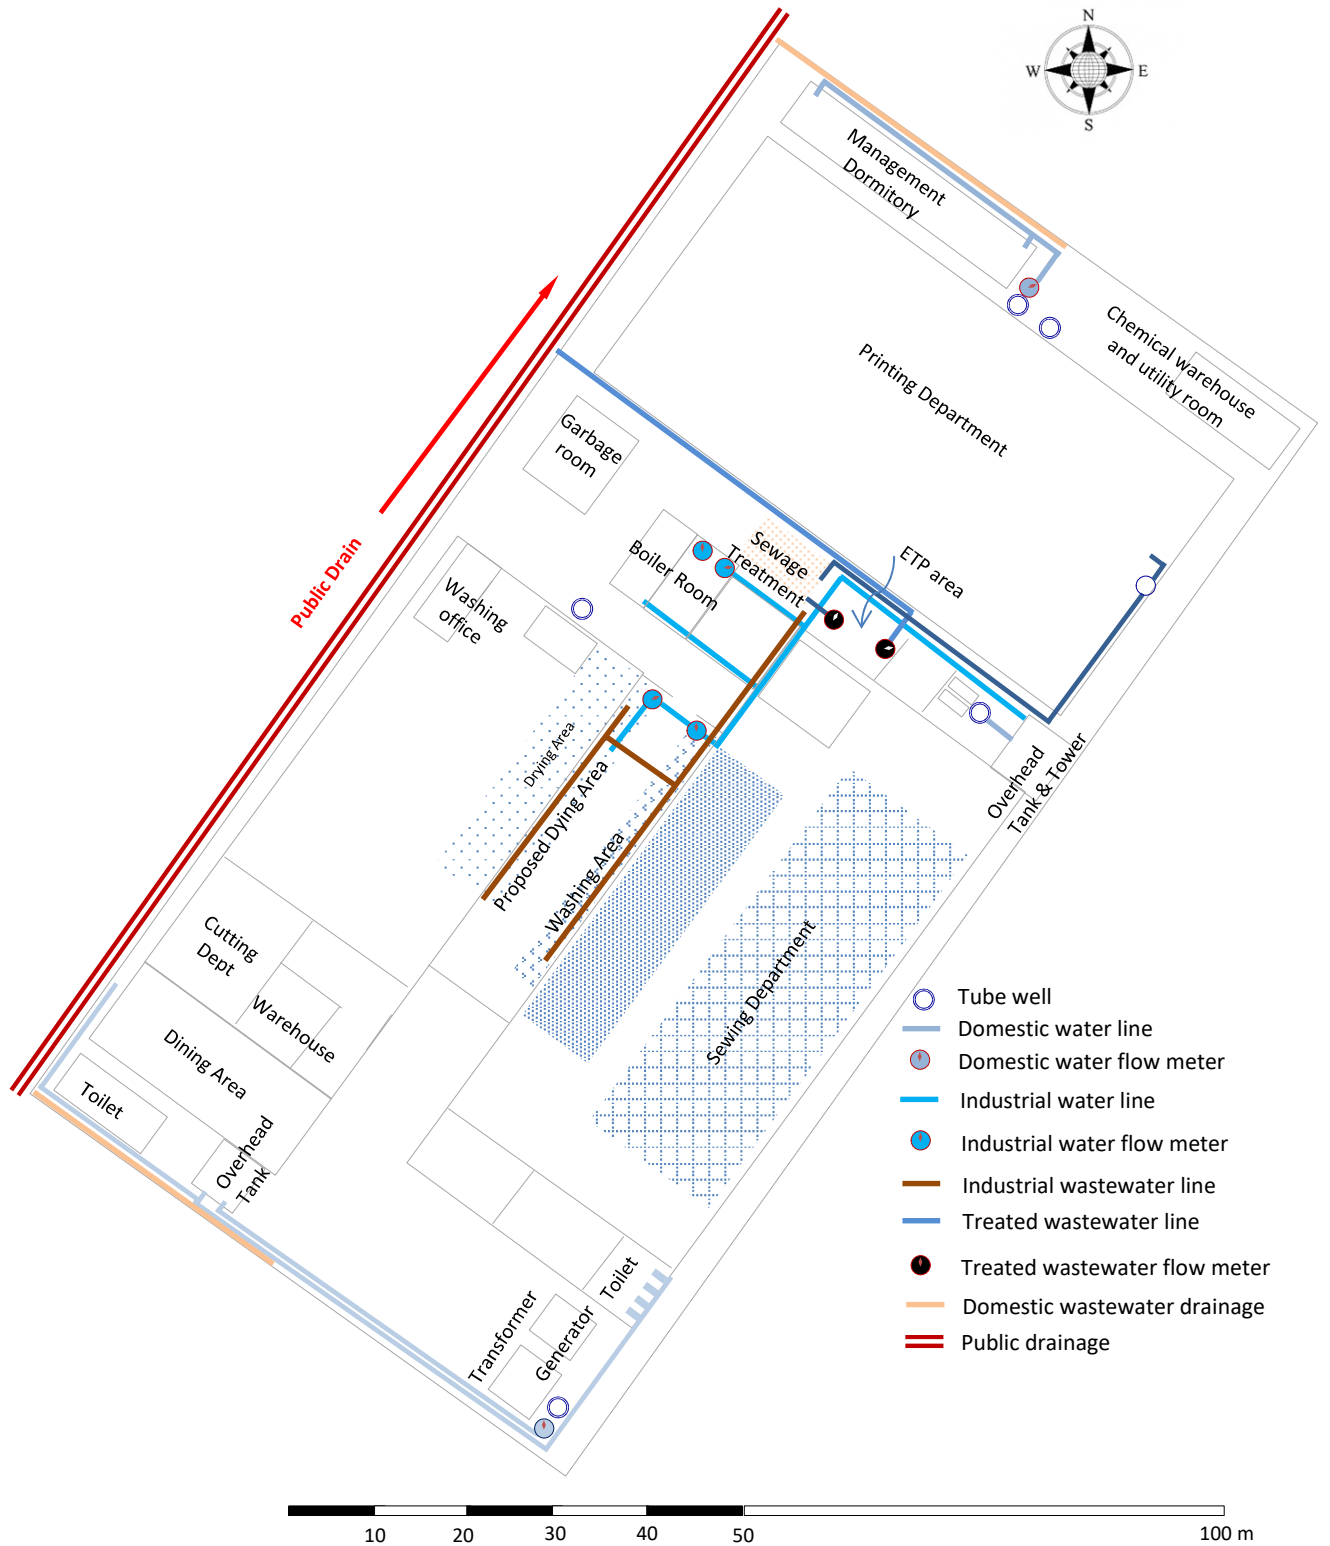 N
W
E
S
Management
Dormitory
Chemical warehouse
and utility room
Printing Department
Garbage
room
Sewage
Treatment
ETP area
Boiler Room
Public Drain
Washing
office
Drying Area
Proposed Dying Area
Washing Area
Overhead
Tank & Tower
Cutting
Dept
Warehouse
Sewing Department
Dining Area
Toilet
Overhead
Tank
Toilet
Transformer
Generator
Tube well
Domestic water line
Domestic water flow meter
Industrial water line
Industrial water flow meter
Industrial wastewater line
Treated wastewater line
Treated wastewater flow meter
Domestic wastewater drainage
Public drainage
10 20 30 40 50 100 m